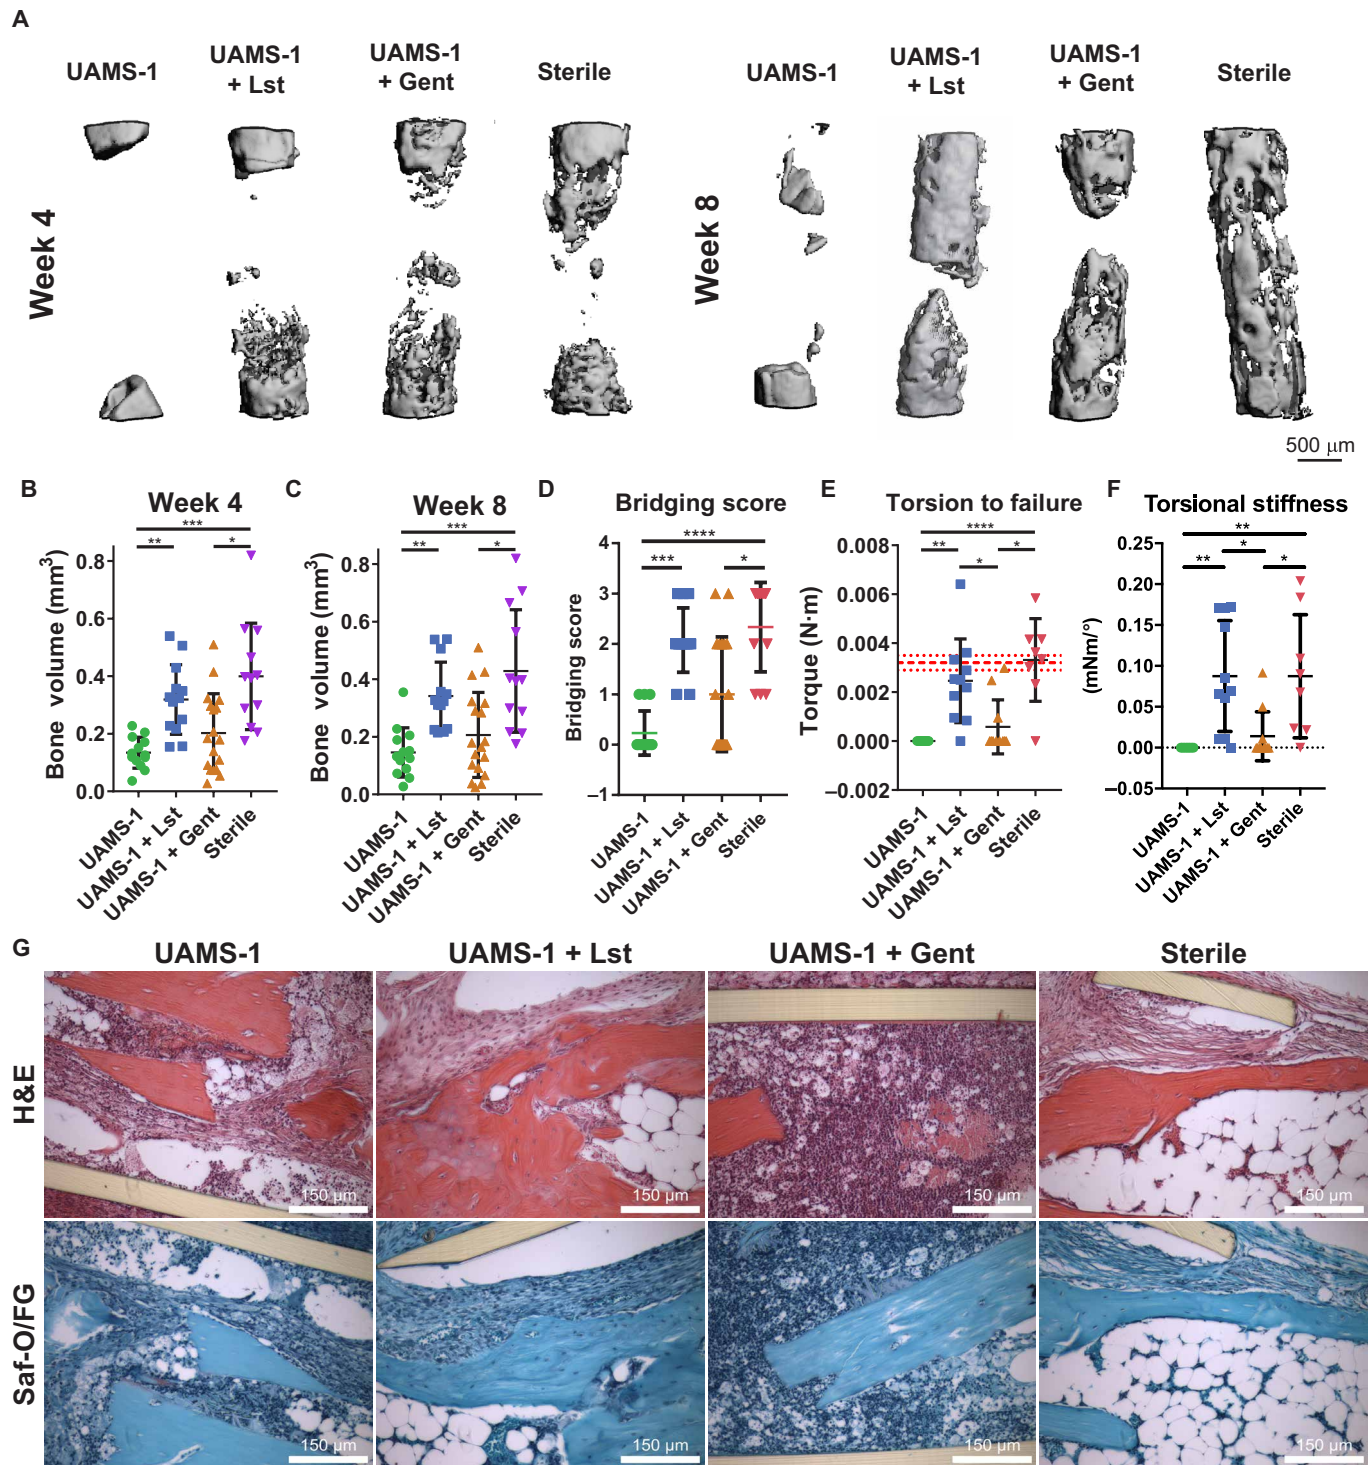 A
UAMS-1
UAMS-1
+ Lst
UAMS-1
+ Gent
Sterile
UAMS-1
UAMS-1
+ Lst
UAMS-1
+ Gent
Sterile
Week 4
Week 8
500 µm
B
Week 4
***
**
*
Bone volume (mm³)
0.8
0.6
0.4
0.2
0.0
UAMS-1
UAMS-1 + Lst
UAMS-1 + Gent
Sterile
C
Week 8
***
**
*
Bone volume (mm³)
0.8
0.6
0.4
0.2
0.0
UAMS-1
UAMS-1 + Lst
UAMS-1 + Gent
Sterile
D
Bridging score
****
***
*
Bridging score
4
3
2
1
0
–1
UAMS-1
UAMS-1 + Lst
UAMS-1 + Gent
Sterile
E
Torsion to failure
****
**
*
*
Torque (N·m)
0.008
0.006
0.004
0.002
0.000
–0.002
UAMS-1
UAMS-1 + Lst
UAMS-1 + Gent
Sterile
F
Torsional stiffness
**
*
**
*
(mNm/°)
0.25
0.20
0.15
0.10
0.05
0.00
–0.05
UAMS-1
UAMS-1 + Lst
UAMS-1 + Gent
Sterile
G
UAMS-1
UAMS-1 + Lst
UAMS-1 + Gent
Sterile
H&E
150 µm
150 µm
150 µm
150 µm
Saf-O/FG
150 µm
150 µm
150 µm
150 µm